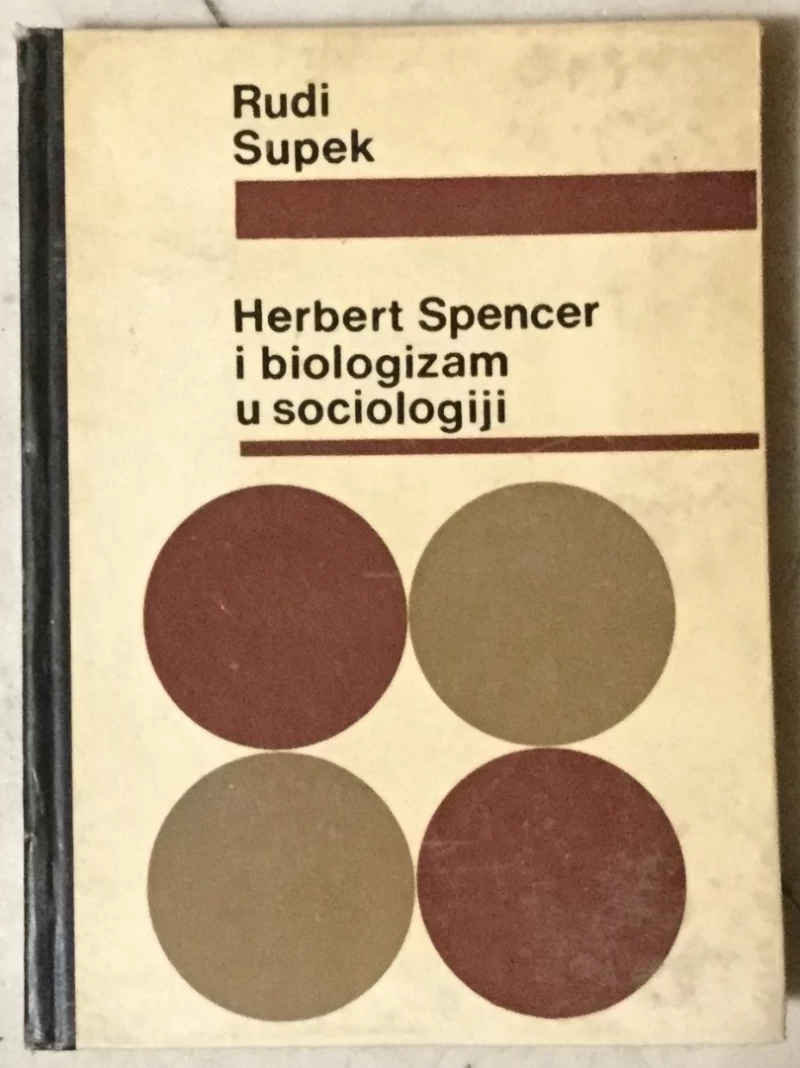 Rudi
Supek
Herbert Spencer
i biologizam
u sociologiji